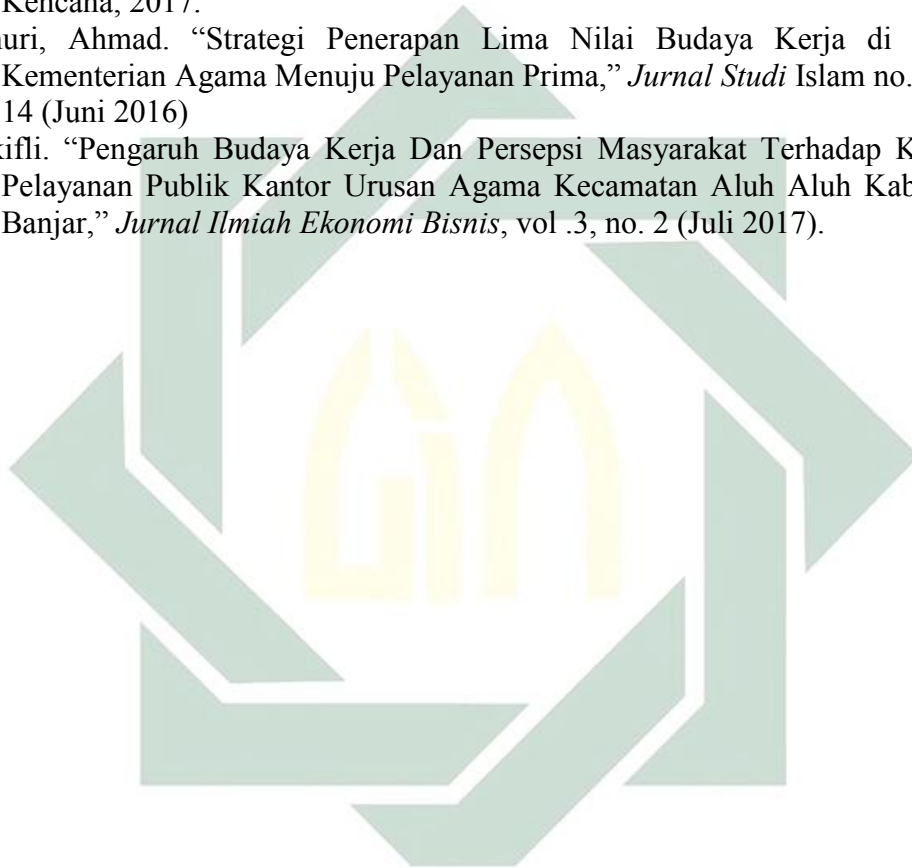 Kencana, 2017.
nuri, Ahmad. “Strategi Penerapan Lima Nilai Budaya Kerja di
Kementerian Agama Menuju Pelayanan Prima,” Jurnal Studi Islam no.
14 (Juni 2016)
kifli. “Pengaruh Budaya Kerja Dan Persepsi Masyarakat Terhadap K
Pelayanan Publik Kantor Urusan Agama Kecamatan Aluh Aluh Kab
Banjar,” Jurnal Ilmiah Ekonomi Bisnis, vol .3, no. 2 (Juli 2017).